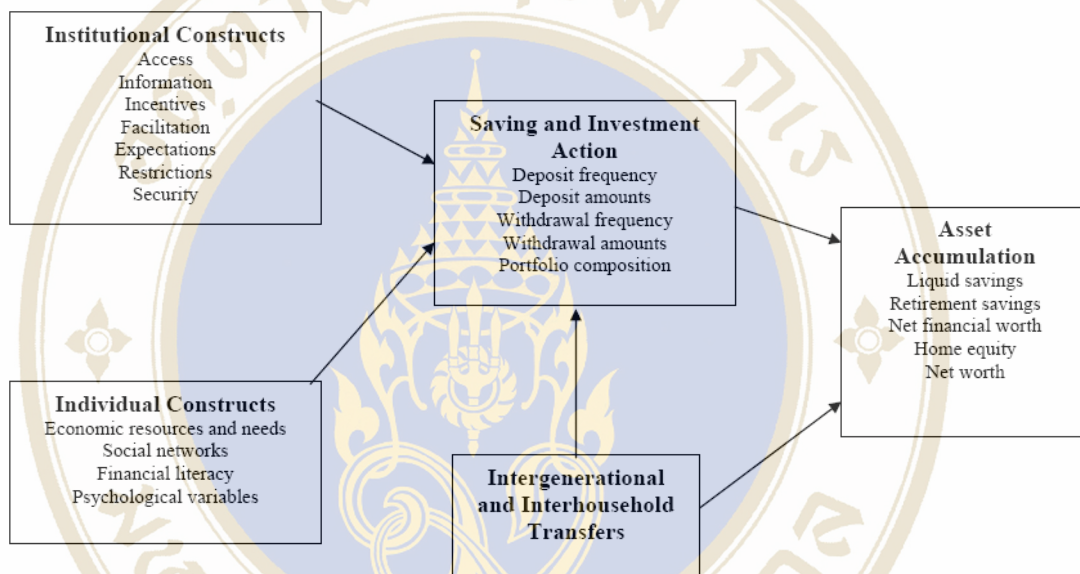 Institutional Constructs
Access
Information
Incentives
Facilitation
Expectations
Restrictions
Security
Saving and Investment
Action
Deposit frequency
Deposit amounts
Withdrawal frequency
Withdrawal amounts
Portfolio composition
Asset
Accumulation
Liquid savings
Retirement savings
Net financial worth
Home equity
Net worth
Individual Constructs
Economic resources and needs
Social networks
Financial literacy
Psychological variables
Intergenerational
and Interhousehold
Transfers